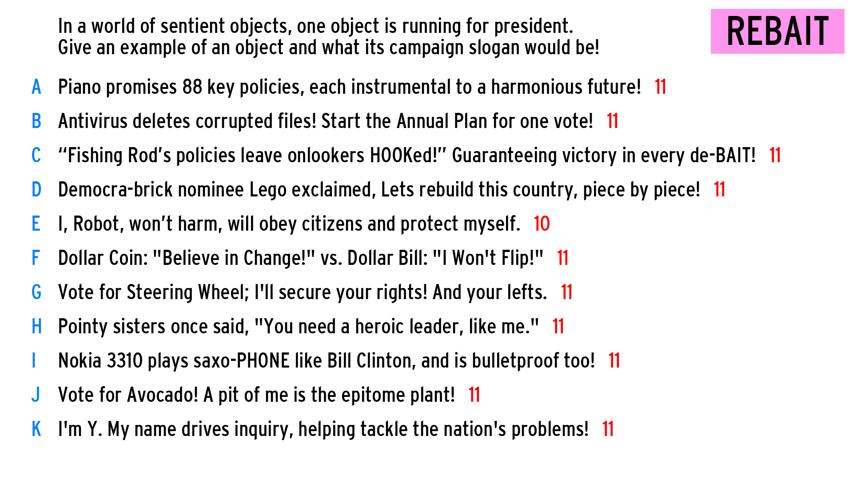 In a world of sentient objects, one object is running for president.
Give an example of an object and what its campaign slogan would be!
REBAIT
A Piano promises 88 key policies, each instrumental to a harmonious future! 11
B Antivirus deletes corrupted files! Start the Annual Plan for one vote! 11
C “Fishing Rod’s policies leave onlookers HOOKed!” Guaranteeing victory in every de-BAIT! 11
D Democra-brick nominee Lego exclaimed, Lets rebuild this country, piece by piece! 11
E I, Robot, won’t harm, will obey citizens and protect myself. 10
F Dollar Coin: "Believe in Change!" vs. Dollar Bill: "I Won't Flip!" 11
G Vote for Steering Wheel; I'll secure your rights! And your lefts. 11
H Pointy sisters once said, "You need a heroic leader, like me." 11
I Nokia 3310 plays saxo-PHONE like Bill Clinton, and is bulletproof too! 11
J Vote for Avocado! A pit of me is the epitome plant! 11
K I'm Y. My name drives inquiry, helping tackle the nation's problems! 11